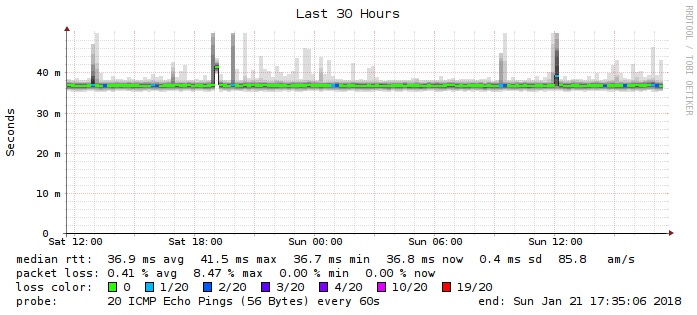 Last 30 Hours
RRDTOOL / TOBI OETIKER
Seconds
40 m
30 m
20 m
10 m
0
Sat 12:00 Sat 18:00 Sun 00:00 Sun 06:00 Sun 12:00
median rtt: 36.9 ms avg 41.5 ms max 36.7 ms min 36.8 ms now 0.4 ms sd 85.8 am/s
packet loss: 0.41 % avg 8.47 % max 0.00 % min 0.00 % now
loss color: 0 1/20 2/20 3/20 4/20 10/20 19/20
probe: 20 ICMP Echo Pings (56 Bytes) every 60s end: Sun Jan 21 17:35:06 2018